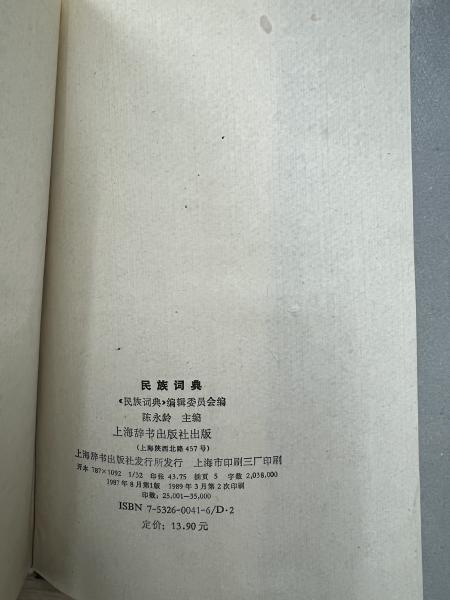 民族词典
《民族词典》编辑委员会编
陈永龄 主编
上海辞书出版社出版
(上海陕西北路457号)
上海辞书出版社发行所发行 上海市印刷三厂印刷
开本 787×1092 1/32 印张 43.75 插页 5 字数 2,038,000
1987年8月第1版 1989年3月第2次印刷
印数: 25,001—35,000
ISBN 7-5326-0041-6/D·2
定价: 13.90元